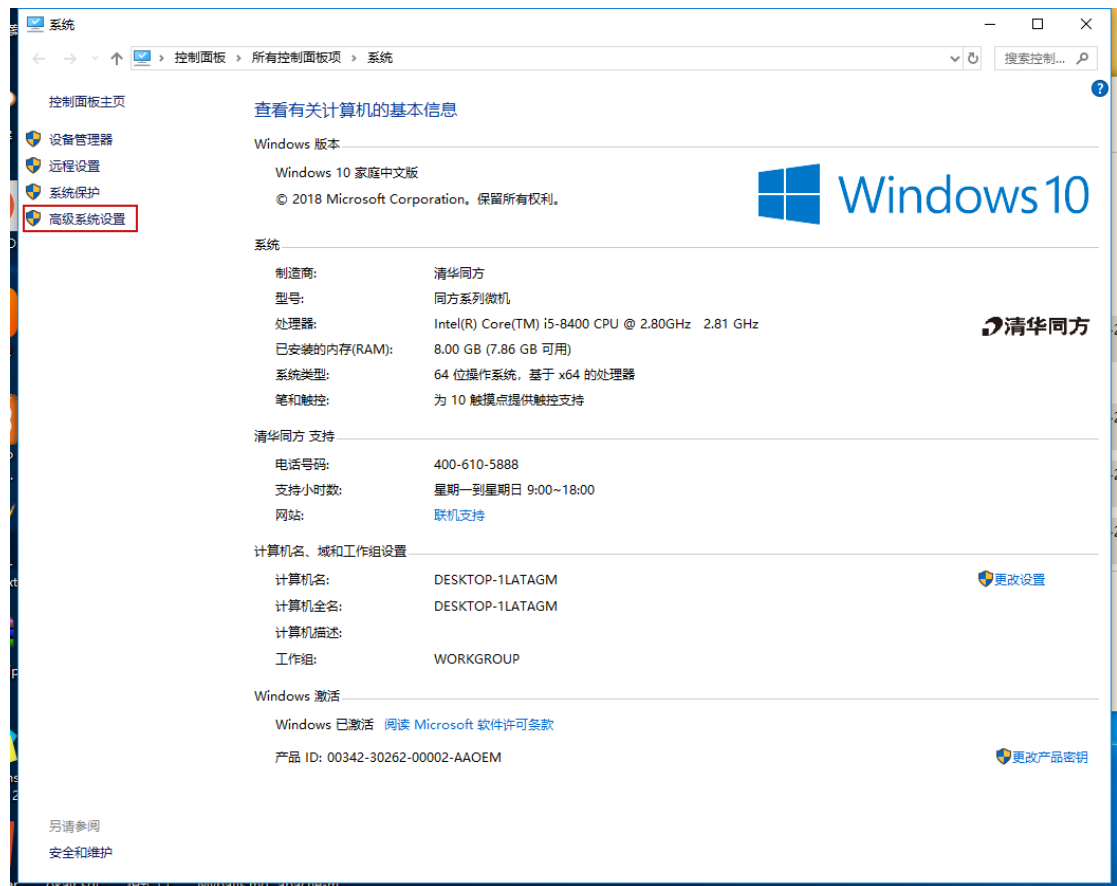 系统
控制面板 › 所有控制面板项 › 系统
搜索控制...
控制面板主页
设备管理器
远程设置
系统保护
高级系统设置
查看有关计算机的基本信息
Windows 版本
Windows 10 家庭中文版
© 2018 Microsoft Corporation。保留所有权利。
Windows 10
系统
制造商: 清华同方
型号: 同方系列微机
处理器: Intel(R) Core(TM) i5-8400 CPU @ 2.80GHz 2.81 GHz
已安装的内存(RAM): 8.00 GB (7.86 GB 可用)
系统类型: 64 位操作系统，基于 x64 的处理器
笔和触控: 为 10 触摸点提供触控支持
清华同方
清华同方 支持
电话号码: 400-610-5888
支持小时数: 星期一到星期日 9:00~18:00
网站: 联机支持
计算机名、域和工作组设置
计算机名: DESKTOP-1LATAGM
更改设置
计算机全名: DESKTOP-1LATAGM
计算机描述:
工作组: WORKGROUP
Windows 激活
Windows 已激活 阅读 Microsoft 软件许可条款
产品 ID: 00342-30262-00002-AAOEM
更改产品密钥
另请参阅
安全和维护